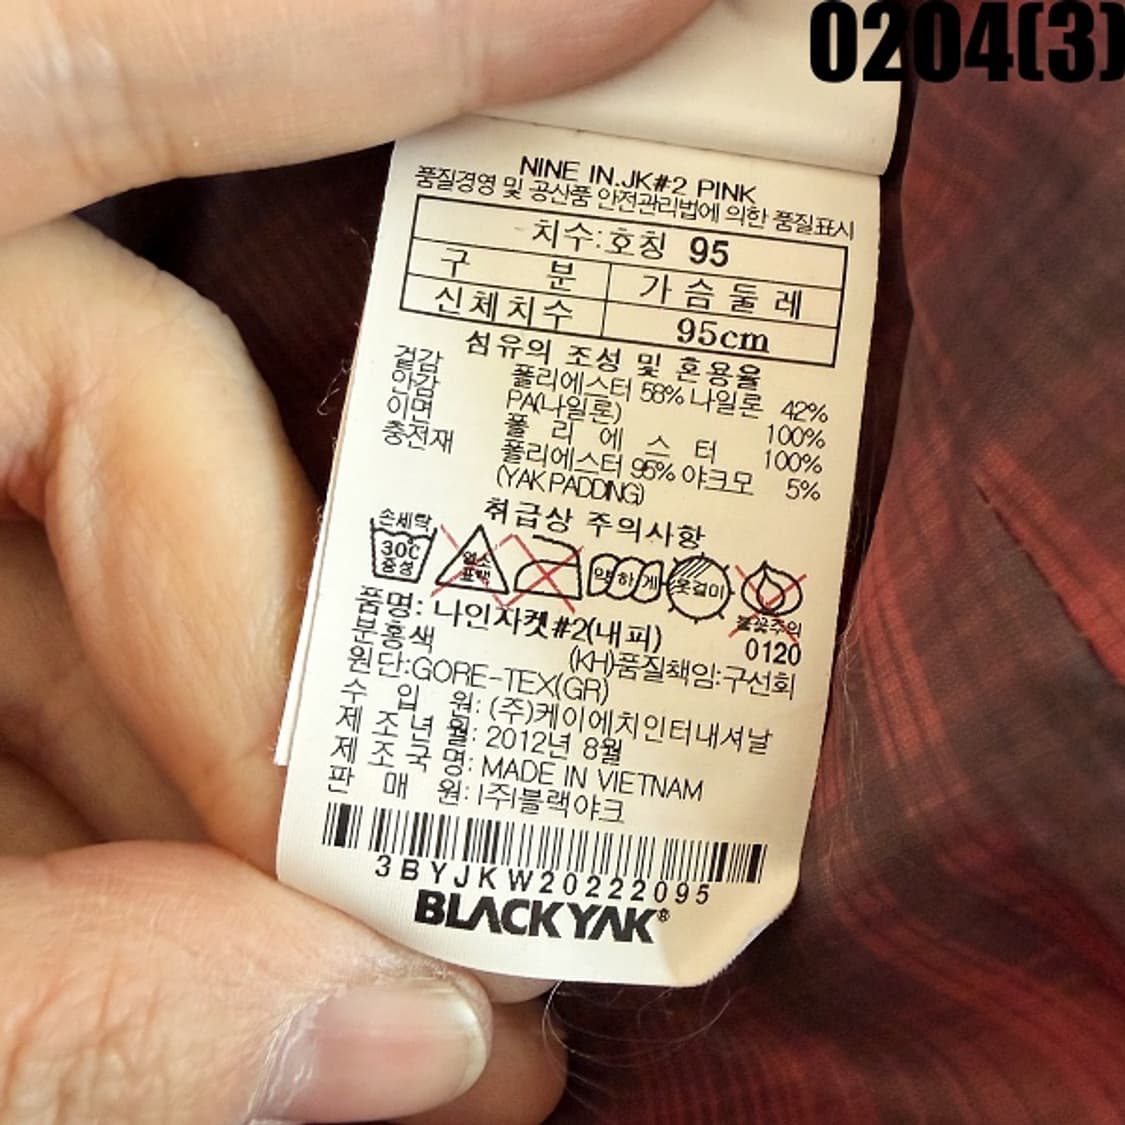 0204(3)
NINE IN.JK#2 PINK
품질경영 및 공산품 안전관리법에 의한 품질표시
치수:호칭 95
구 분 가슴둘레
신체치수 95cm
섬유의 조성 및 혼용율
겉감 폴리에스터 58% 나일론 42%
안감 PA(나일론) 100%
이면 폴리에스터 100%
충전재 폴리에스터 95% 야크모 5%
(YAK PADDING)
취급상 주의사항
손세탁
30℃
중성
염소
표백
약하게
옷걸이
불꽃주의
품명: 나인자켓#2(내피) 0120
분홍색 (KH)품질책임:구선회
원단:GORE-TEX(GR)
수 입 원: (주)케이에치인터내셔날
제 조 년 월: 2012년 8월
제 조 국 명: MADE IN VIETNAM
판 매 원: (주)블랙야크
3BYJKW20222095
BLACKYAK®